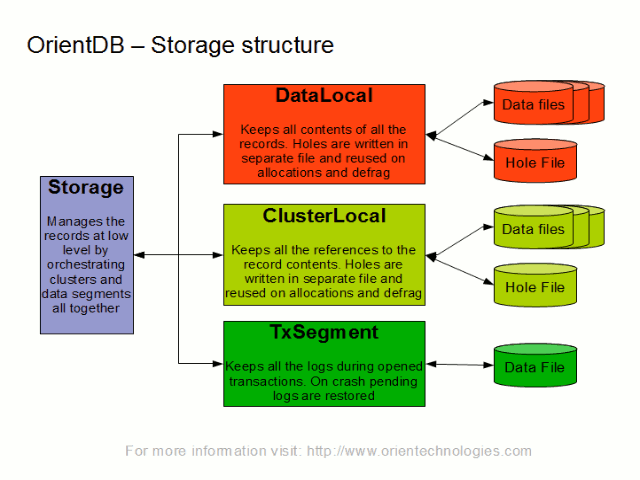 OrientDB – Storage structure
DataLocal
Keeps all contents of all the
records. Holes are written in
separate file and reused on
allocations and defrag
Data files
Hole File
Storage
Manages the
records at low
level by
orchestrating
clusters and
data segments
all together
ClusterLocal
Keeps all the references to the
record contents. Holes are
written in separate file and
reused on allocations and defrag
Data files
Hole File
TxSegment
Keeps all the logs during opened
transactions. On crash pending
logs are restored
Data File
For more information visit: http://www.orientechnologies.com